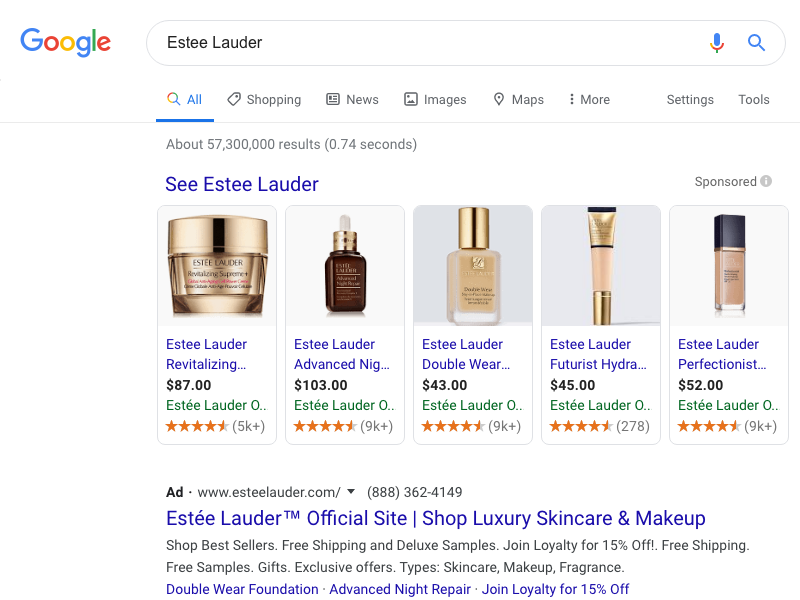 Google
Estee Lauder
All Shopping News Images Maps More Settings Tools
About 57,300,000 results (0.74 seconds)
See Estee Lauder
Sponsored
ESTĒE LAUDER
Revitalizing Supreme+
ESTĒE LAUDER
Advanced Night Repair
Double Wear
Estee Lauder
Revitalizing...
$87.00
Estée Lauder O..
(5k+)
Estee Lauder
Advanced Nig...
$103.00
Estée Lauder O..
(9k+)
Estee Lauder
Double Wear...
$43.00
Estée Lauder O..
(9k+)
Estee Lauder
Futurist Hydra...
$45.00
Estée Lauder O..
(278)
Estee Lauder
Perfectionist...
$52.00
Estée Lauder O..
(9k+)
Ad · www.esteelauder.com/ (888) 362-4149
Estée Lauder™ Official Site | Shop Luxury Skincare & Makeup
Shop Best Sellers. Free Shipping and Deluxe Samples. Join Loyalty for 15% Off!. Free Shipping.
Free Samples. Gifts. Exclusive offers. Types: Skincare, Makeup, Fragrance.
Double Wear Foundation · Advanced Night Repair · Join Loyalty for 15% Off